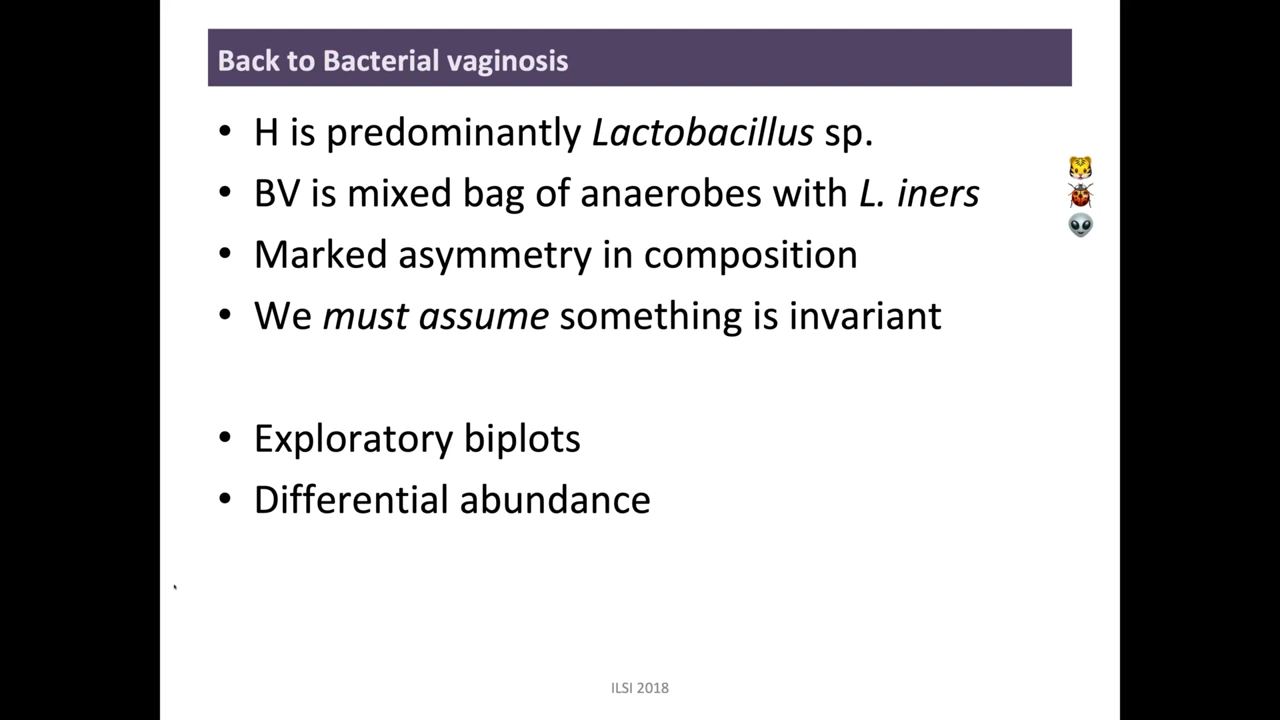 Back to Bacterial vaginosis
• H is predominantly Lactobacillus sp.
• BV is mixed bag of anaerobes with L. iners
• Marked asymmetry in composition
• We must assume something is invariant
• Exploratory biplots
• Differential abundance
ILSI 2018